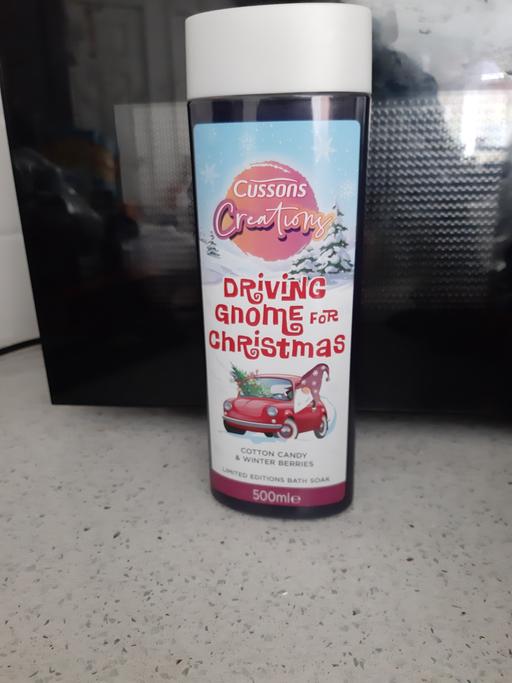 Cussons
Creations
DRiViNG
GNOME FOR
CHRISTMAS
COTTON CANDY
& WINTER BERRIES
LIMITED EDITIONS BATH SOAK
500ml℮